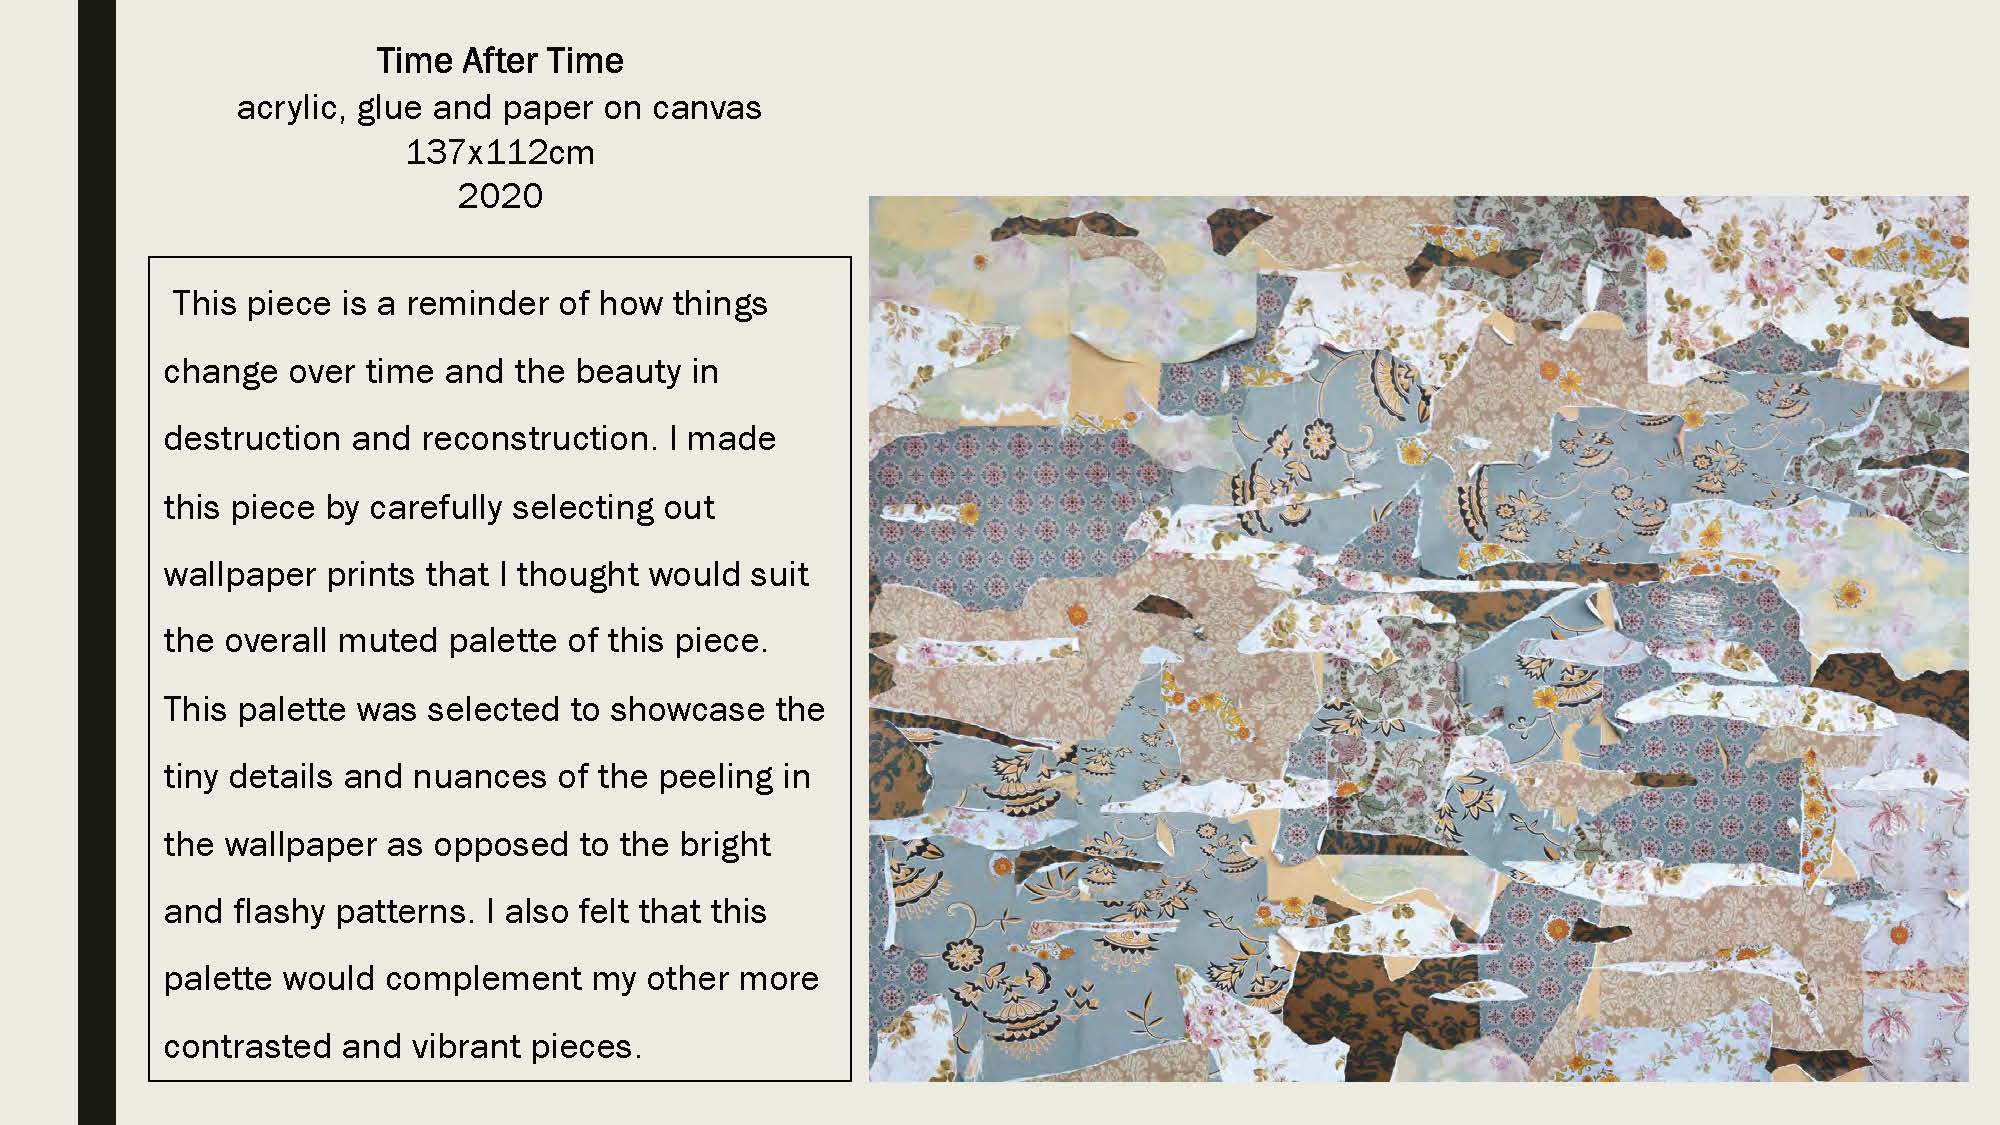 Time After Time
acrylic, glue and paper on canvas
137x112cm
2020
This piece is a reminder of how things
change over time and the beauty in
destruction and reconstruction. I made
this piece by carefully selecting out
wallpaper prints that I thought would suit
the overall muted palette of this piece.
This palette was selected to showcase the
tiny details and nuances of the peeling in
the wallpaper as opposed to the bright
and flashy patterns. I also felt that this
palette would complement my other more
contrasted and vibrant pieces.